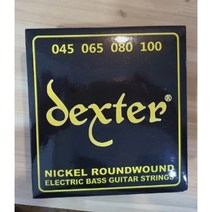 045 065 080 100
dexter®
NICKEL ROUNDWOUND
ELECTRIC BASS GUITAR STRINGS